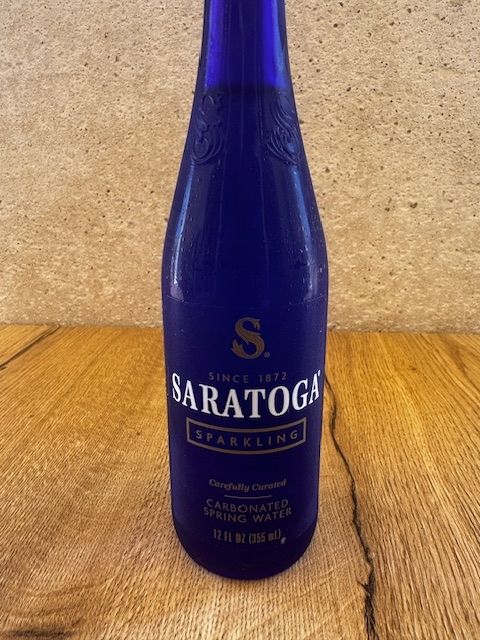 S®
SINCE 1872
SARATOGA®
SPARKLING
Carefully Curated
CARBONATED
SPRING WATER
12 FL OZ (355 mL)